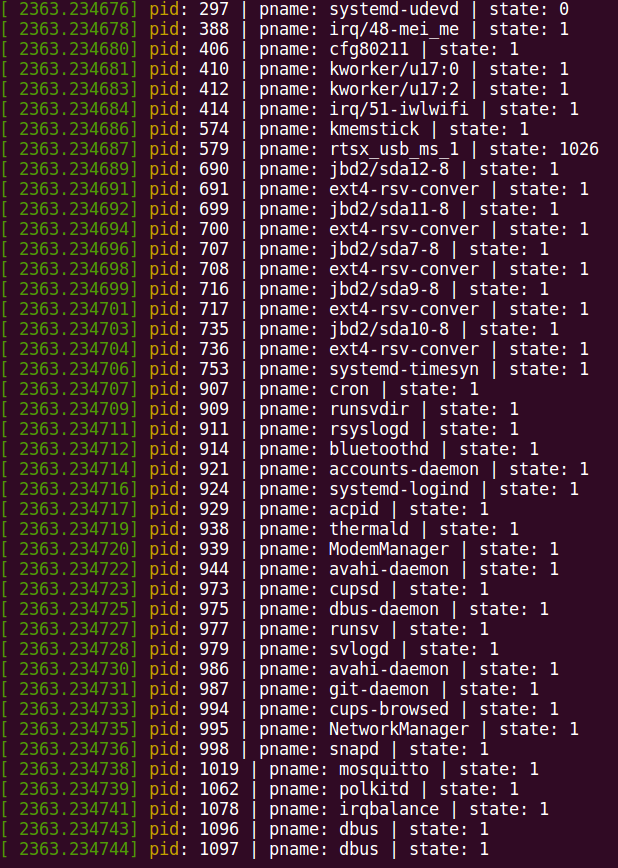 [ 2363.234676] pid: 297 | pname: systemd-udevd | state: 0
[ 2363.234678] pid: 388 | pname: irq/48-mei_me | state: 1
[ 2363.234680] pid: 406 | pname: cfg80211 | state: 1
[ 2363.234681] pid: 410 | pname: kworker/u17:0 | state: 1
[ 2363.234683] pid: 412 | pname: kworker/u17:2 | state: 1
[ 2363.234684] pid: 414 | pname: irq/51-iwlwifi | state: 1
[ 2363.234686] pid: 574 | pname: kmemstick | state: 1
[ 2363.234687] pid: 579 | pname: rtsx_usb_ms_1 | state: 1026
[ 2363.234689] pid: 690 | pname: jbd2/sda12-8 | state: 1
[ 2363.234691] pid: 691 | pname: ext4-rsv-conver | state: 1
[ 2363.234692] pid: 699 | pname: jbd2/sda11-8 | state: 1
[ 2363.234694] pid: 700 | pname: ext4-rsv-conver | state: 1
[ 2363.234696] pid: 707 | pname: jbd2/sda7-8 | state: 1
[ 2363.234698] pid: 708 | pname: ext4-rsv-conver | state: 1
[ 2363.234699] pid: 716 | pname: jbd2/sda9-8 | state: 1
[ 2363.234701] pid: 717 | pname: ext4-rsv-conver | state: 1
[ 2363.234703] pid: 735 | pname: jbd2/sda10-8 | state: 1
[ 2363.234704] pid: 736 | pname: ext4-rsv-conver | state: 1
[ 2363.234706] pid: 753 | pname: systemd-timesyn | state: 1
[ 2363.234707] pid: 907 | pname: cron | state: 1
[ 2363.234709] pid: 909 | pname: runsvdir | state: 1
[ 2363.234711] pid: 911 | pname: rsyslogd | state: 1
[ 2363.234712] pid: 914 | pname: bluetoothd | state: 1
[ 2363.234714] pid: 921 | pname: accounts-daemon | state: 1
[ 2363.234716] pid: 924 | pname: systemd-logind | state: 1
[ 2363.234717] pid: 929 | pname: acpid | state: 1
[ 2363.234719] pid: 938 | pname: thermald | state: 1
[ 2363.234720] pid: 939 | pname: ModemManager | state: 1
[ 2363.234722] pid: 944 | pname: avahi-daemon | state: 1
[ 2363.234723] pid: 973 | pname: cupsd | state: 1
[ 2363.234725] pid: 975 | pname: dbus-daemon | state: 1
[ 2363.234727] pid: 977 | pname: runsv | state: 1
[ 2363.234728] pid: 979 | pname: svlogd | state: 1
[ 2363.234730] pid: 986 | pname: avahi-daemon | state: 1
[ 2363.234731] pid: 987 | pname: git-daemon | state: 1
[ 2363.234733] pid: 994 | pname: cups-browsed | state: 1
[ 2363.234735] pid: 995 | pname: NetworkManager | state: 1
[ 2363.234736] pid: 998 | pname: snapd | state: 1
[ 2363.234738] pid: 1019 | pname: mosquitto | state: 1
[ 2363.234739] pid: 1062 | pname: polkitd | state: 1
[ 2363.234741] pid: 1078 | pname: irqbalance | state: 1
[ 2363.234743] pid: 1096 | pname: dbus | state: 1
[ 2363.234744] pid: 1097 | pname: dbus | state: 1